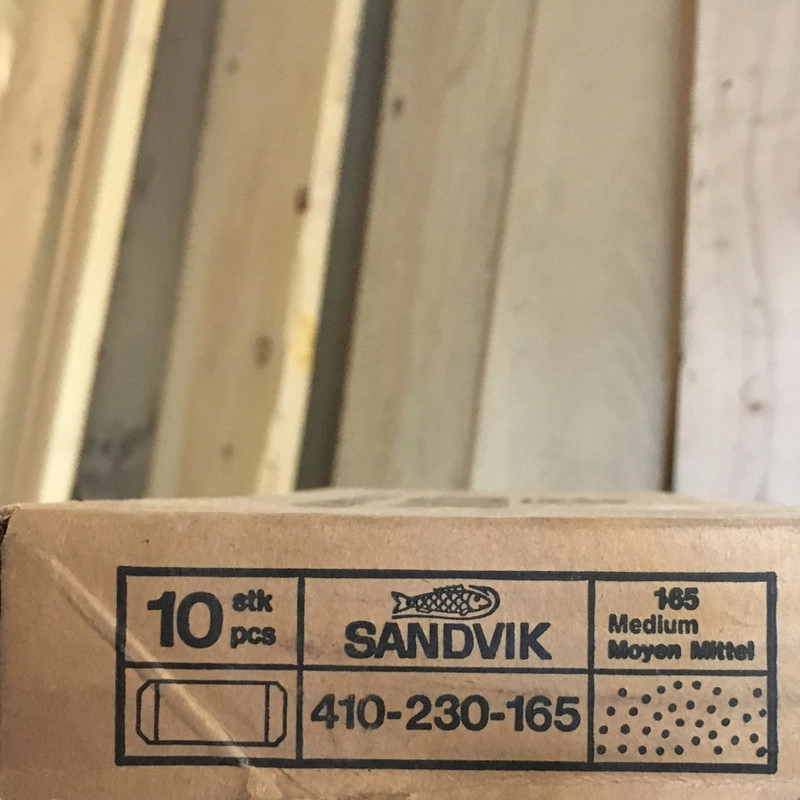 10 stk
pcs
SANDVIK
165
Medium
Moyen Mittel
410-230-165